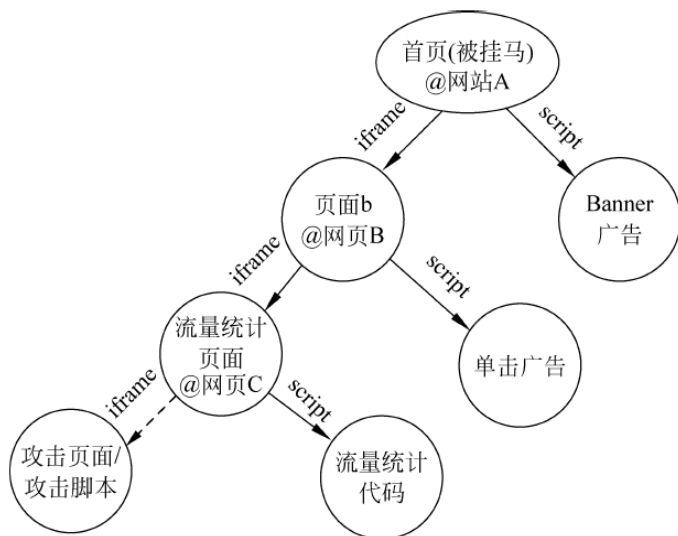 首页(被挂马)
@网站A
iframe
script
页面b
@网页B
Banner
广告
iframe
script
流量统计
页面
@网页C
单击广告
iframe
script
攻击页面/
攻击脚本
流量统计
代码